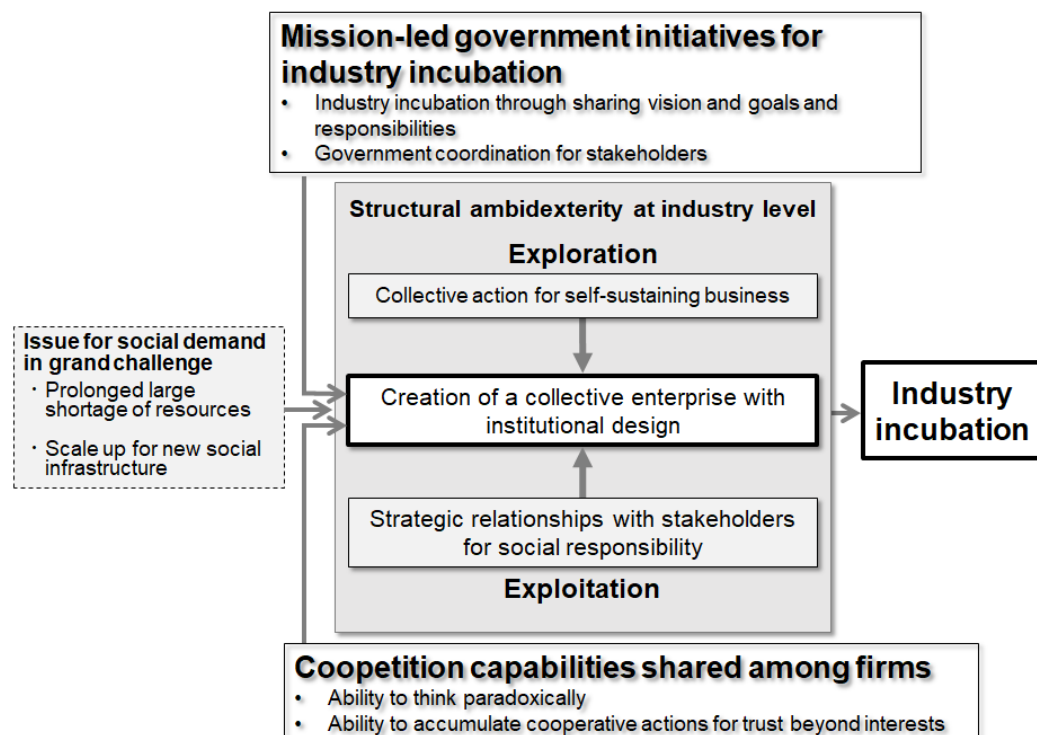 Mission-led government initiatives for
industry incubation
• Industry incubation through sharing vision and goals and
responsibilities
• Government coordination for stakeholders
Structural ambidexterity at industry level
Exploration
Collective action for self-sustaining business
Issue for social demand
in grand challenge
・Prolonged large
shortage of resources
・Scale up for new social
infrastructure
Creation of a collective enterprise with
institutional design
Industry
incubation
Strategic relationships with stakeholders
for social responsibility
Exploitation
Coopetition capabilities shared among firms
• Ability to think paradoxically
• Ability to accumulate cooperative actions for trust beyond interests